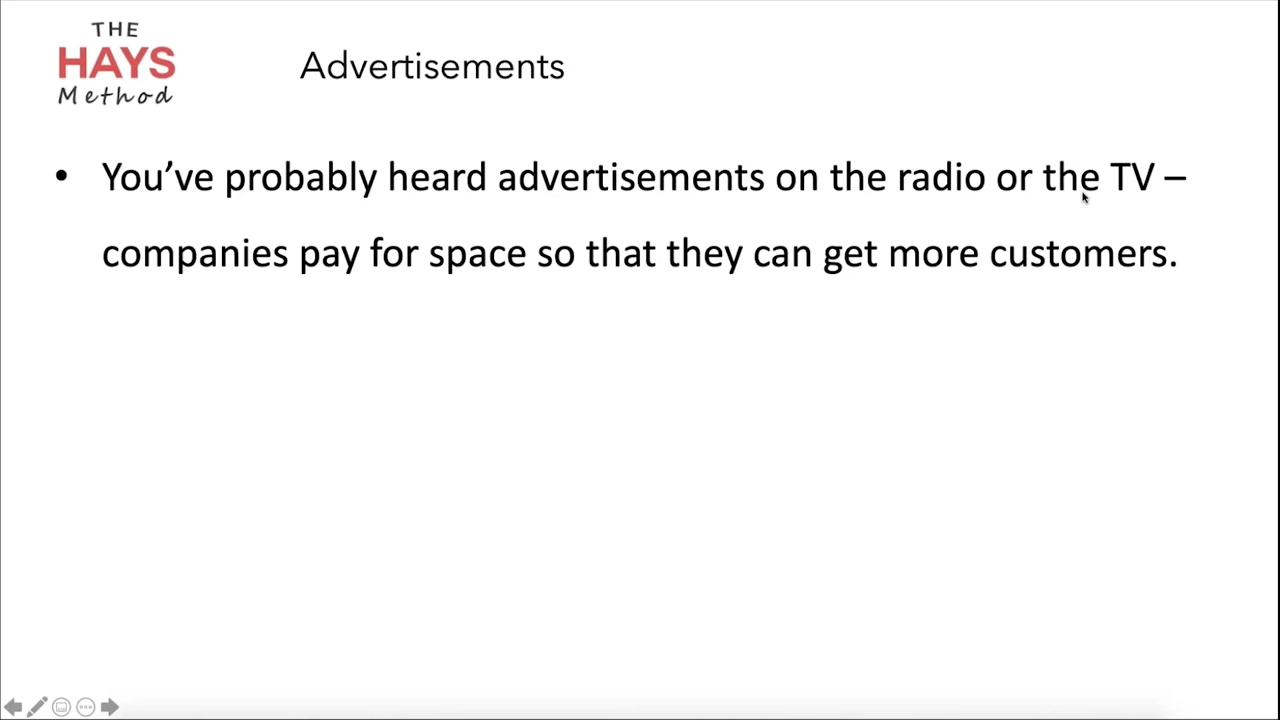 THE
HAYS
Method
Advertisements
• You’ve probably heard advertisements on the radio or the TV –
companies pay for space so that they can get more customers.